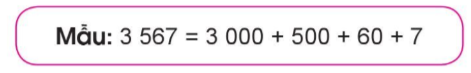 Mẫu: 3 567 = 3 000 + 500 + 60 + 7